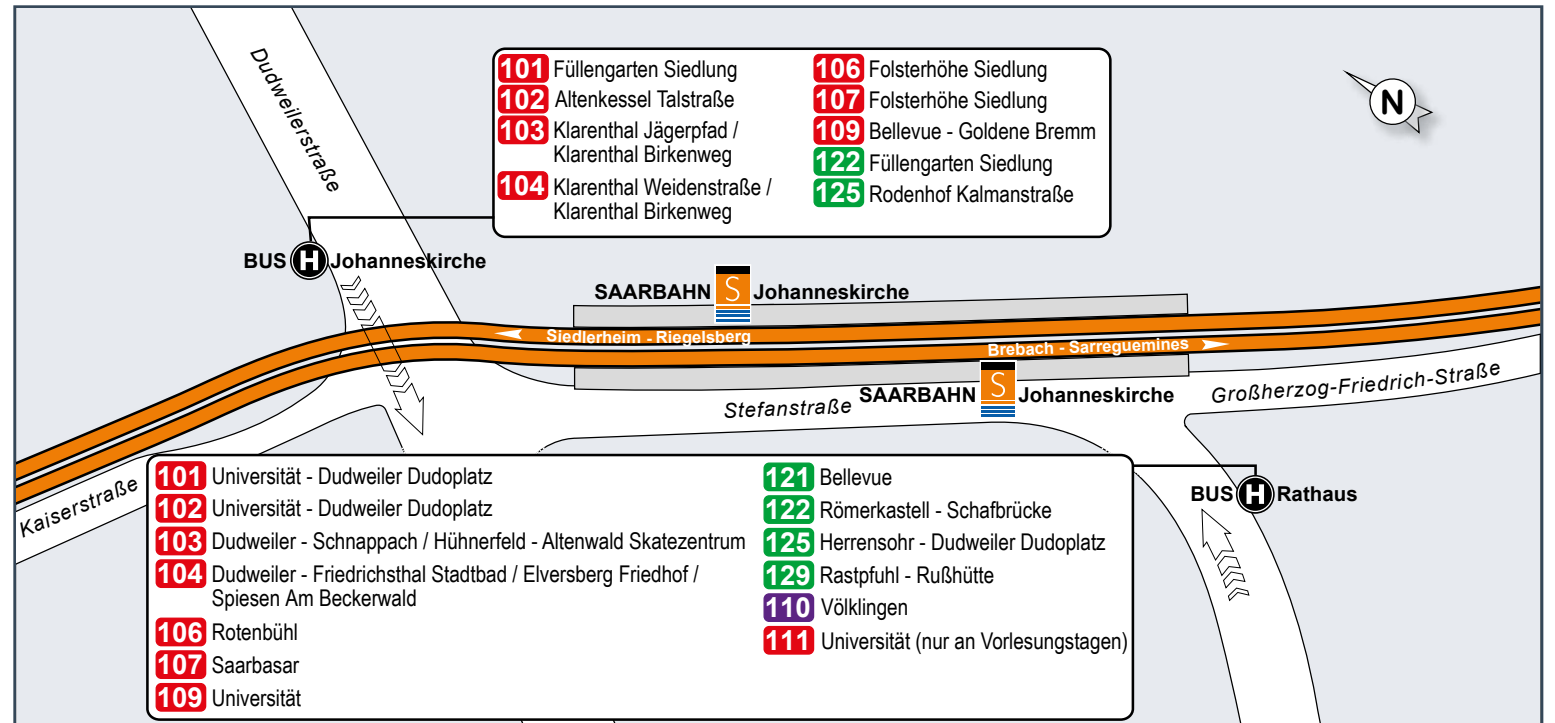 Dudweilerstraße
101 Füllengarten Siedlung
102 Altenkessel Talstraße
103 Klarenthal Jägerpfad /
Klarenthal Birkenweg
104 Klarenthal Weidenstraße /
Klarenthal Birkenweg
106 Folsterhöhe Siedlung
107 Folsterhöhe Siedlung
109 Bellevue - Goldene Bremm
122 Füllengarten Siedlung
125 Rodenhof Kalmanstraße
N
BUS H Johanneskirche
SAARBAHN S Johanneskirche
Siedlerheim - Riegelsberg
Brebach - Sarreguemines
Stefanstraße
SAARBAHN S Johanneskirche
Großherzog-Friedrich-Straße
Kaiserstraße
101 Universität - Dudweiler Dudoplatz
102 Universität - Dudweiler Dudoplatz
103 Dudweiler - Schnappach / Hühnerfeld - Altenwald Skatezentrum
104 Dudweiler - Friedrichsthal Stadtbad / Elversberg Friedhof /
Spiesen Am Beckerwald
106 Rotenbühl
107 Saarbasar
109 Universität
121 Bellevue
122 Römerkastell - Schafbrücke
125 Herrensohr - Dudweiler Dudoplatz
129 Rastpfuhl - Rußhütte
110 Völklingen
111 Universität (nur an Vorlesungstagen)
BUS H Rathaus